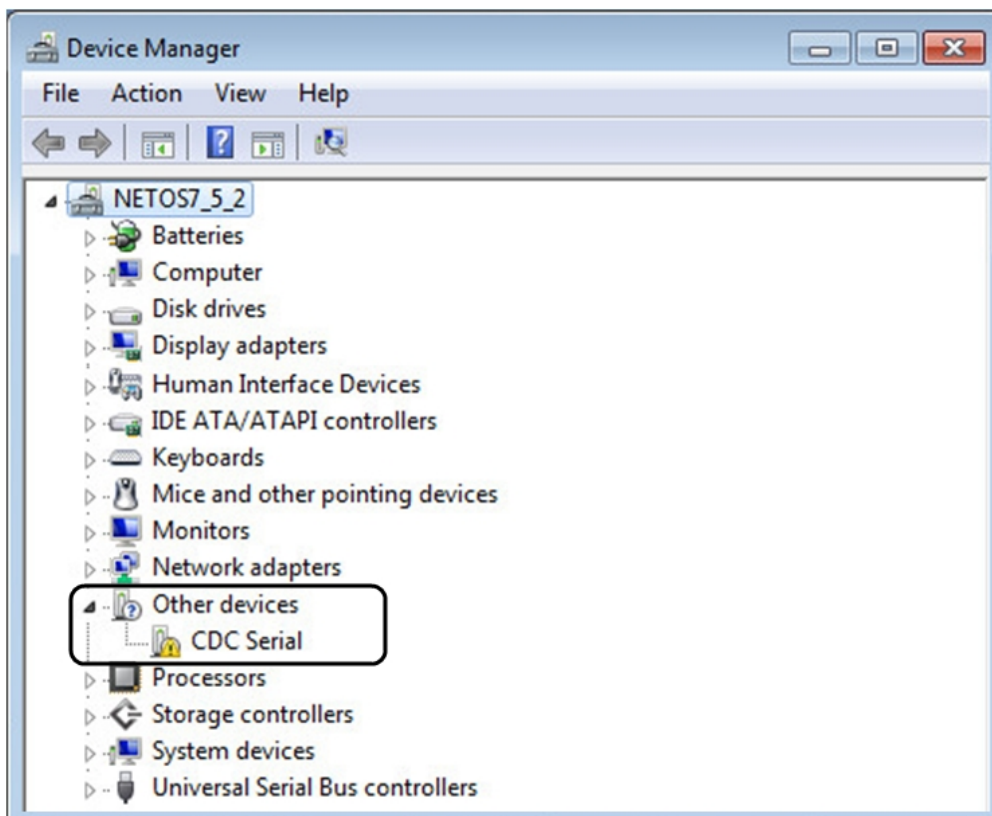 Device Manager
File Action View Help
NETOS7_5_2
Batteries
Computer
Disk drives
Display adapters
Human Interface Devices
IDE ATA/ATAPI controllers
Keyboards
Mice and other pointing devices
Monitors
Network adapters
Other devices
CDC Serial
Processors
Storage controllers
System devices
Universal Serial Bus controllers